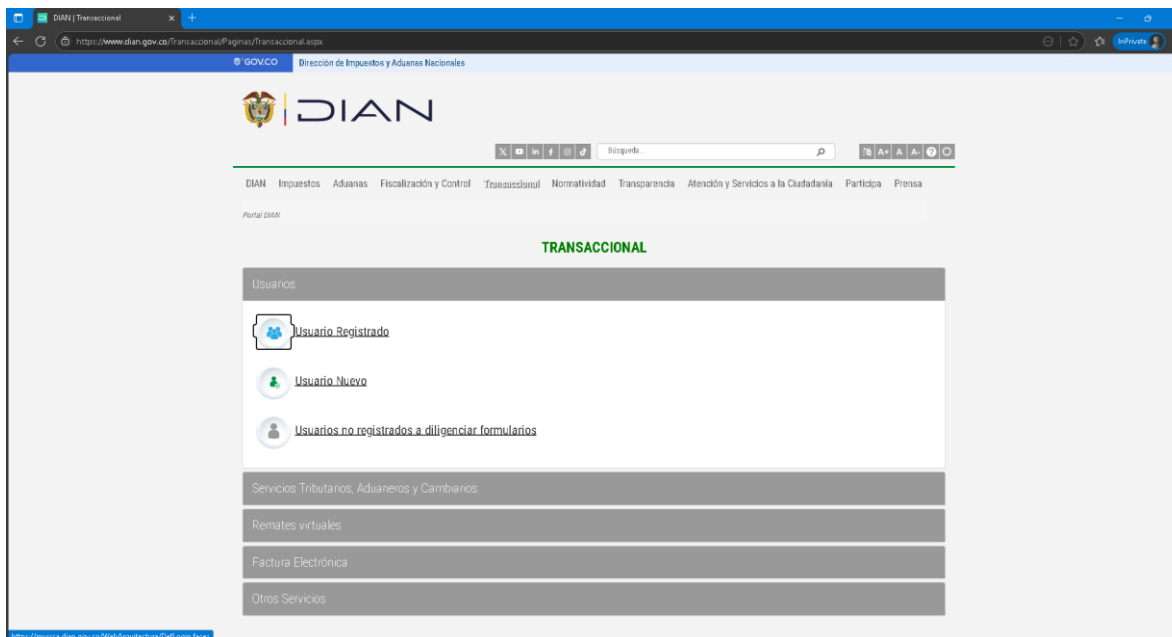 DIAN | Transaccional
https://www.dian.gov.co/Transaccional/Paginas/Transaccional.aspx
InPrivate
GOV.CO Dirección de Impuestos y Aduanas Nacionales
DIAN
Búsqueda...
A+ A A-
DIAN Impuestos Aduanas Fiscalización y Control Transaccional Normatividad Transparencia Atención y Servicios a la Ciudadanía Participa Prensa
Portal DIAN
TRANSACCIONAL
Usuarios
Usuario Registrado
Usuario Nuevo
Usuarios no registrados a diligenciar formularios
Servicios Tributarios, Aduaneros y Cambiarios
Remates virtuales
Factura Electrónica
Otros Servicios